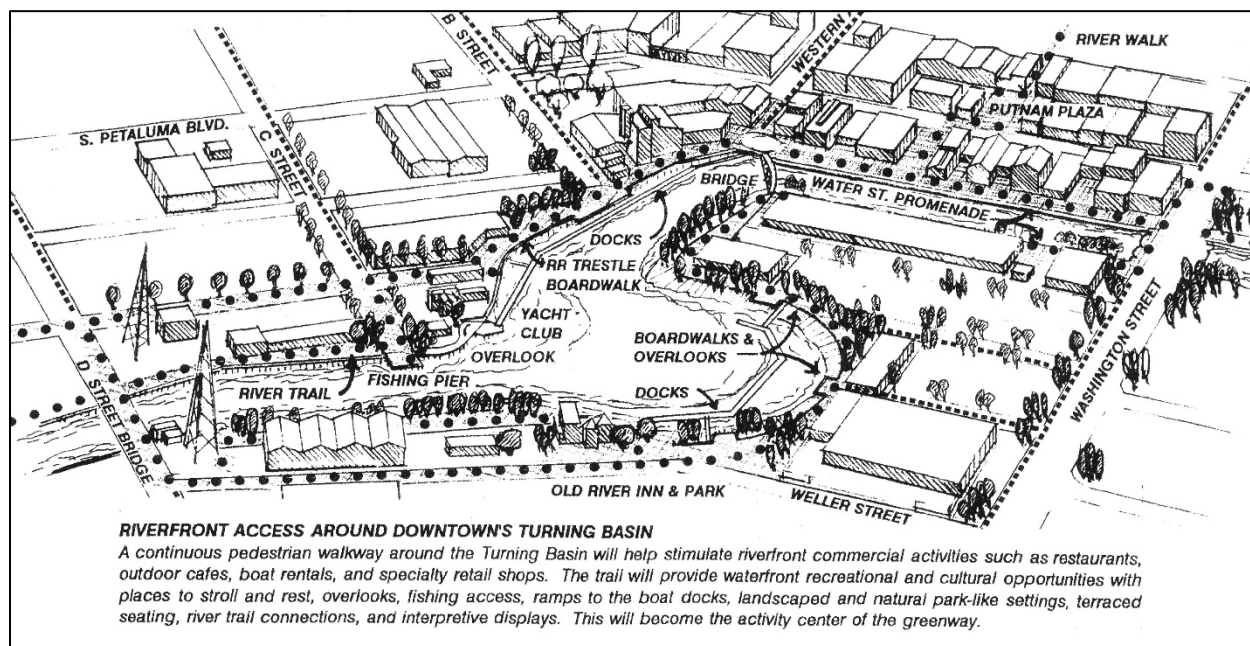 B STREET
WESTERN
RIVER WALK
PUTNAM PLAZA
S. PETALUMA BLVD.
C STREET
BRIDGE
WATER ST. PROMENADE
DOCKS
RR TRESTLE
BOARDWALK
YACHT
CLUB
OVERLOOK
BOARDWALKS &
OVERLOOKS
WASHINGTON STREET
D STREET BRIDGE
RIVER TRAIL
FISHING PIER
DOCKS
OLD RIVER INN & PARK
WELLER STREET
RIVERFRONT ACCESS AROUND DOWNTOWN'S TURNING BASIN
A continuous pedestrian walkway around the Turning Basin will help stimulate riverfront commercial activities such as restaurants,
outdoor cafes, boat rentals, and specialty retail shops. The trail will provide waterfront recreational and cultural opportunities with
places to stroll and rest, overlooks, fishing access, ramps to the boat docks, landscaped and natural park-like settings, terraced
seating, river trail connections, and interpretive displays. This will become the activity center of the greenway.